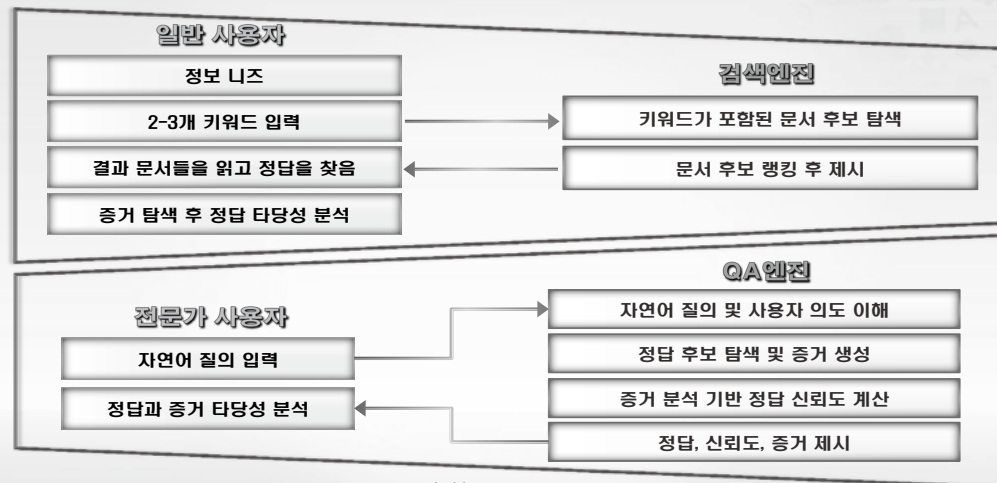 일반 사용자
정보 니즈
2-3개 키워드 입력
결과 문서들을 읽고 정답을 찾음
증거 탐색 후 정답 타당성 분석
검색엔진
키워드가 포함된 문서 후보 탐색
문서 후보 랭킹 후 제시
전문가 사용자
자연어 질의 입력
정답과 증거 타당성 분석
QA엔진
자연어 질의 및 사용자 의도 이해
정답 후보 탐색 및 증거 생성
증거 분석 기반 정답 신뢰도 계산
정답, 신뢰도, 증거 제시